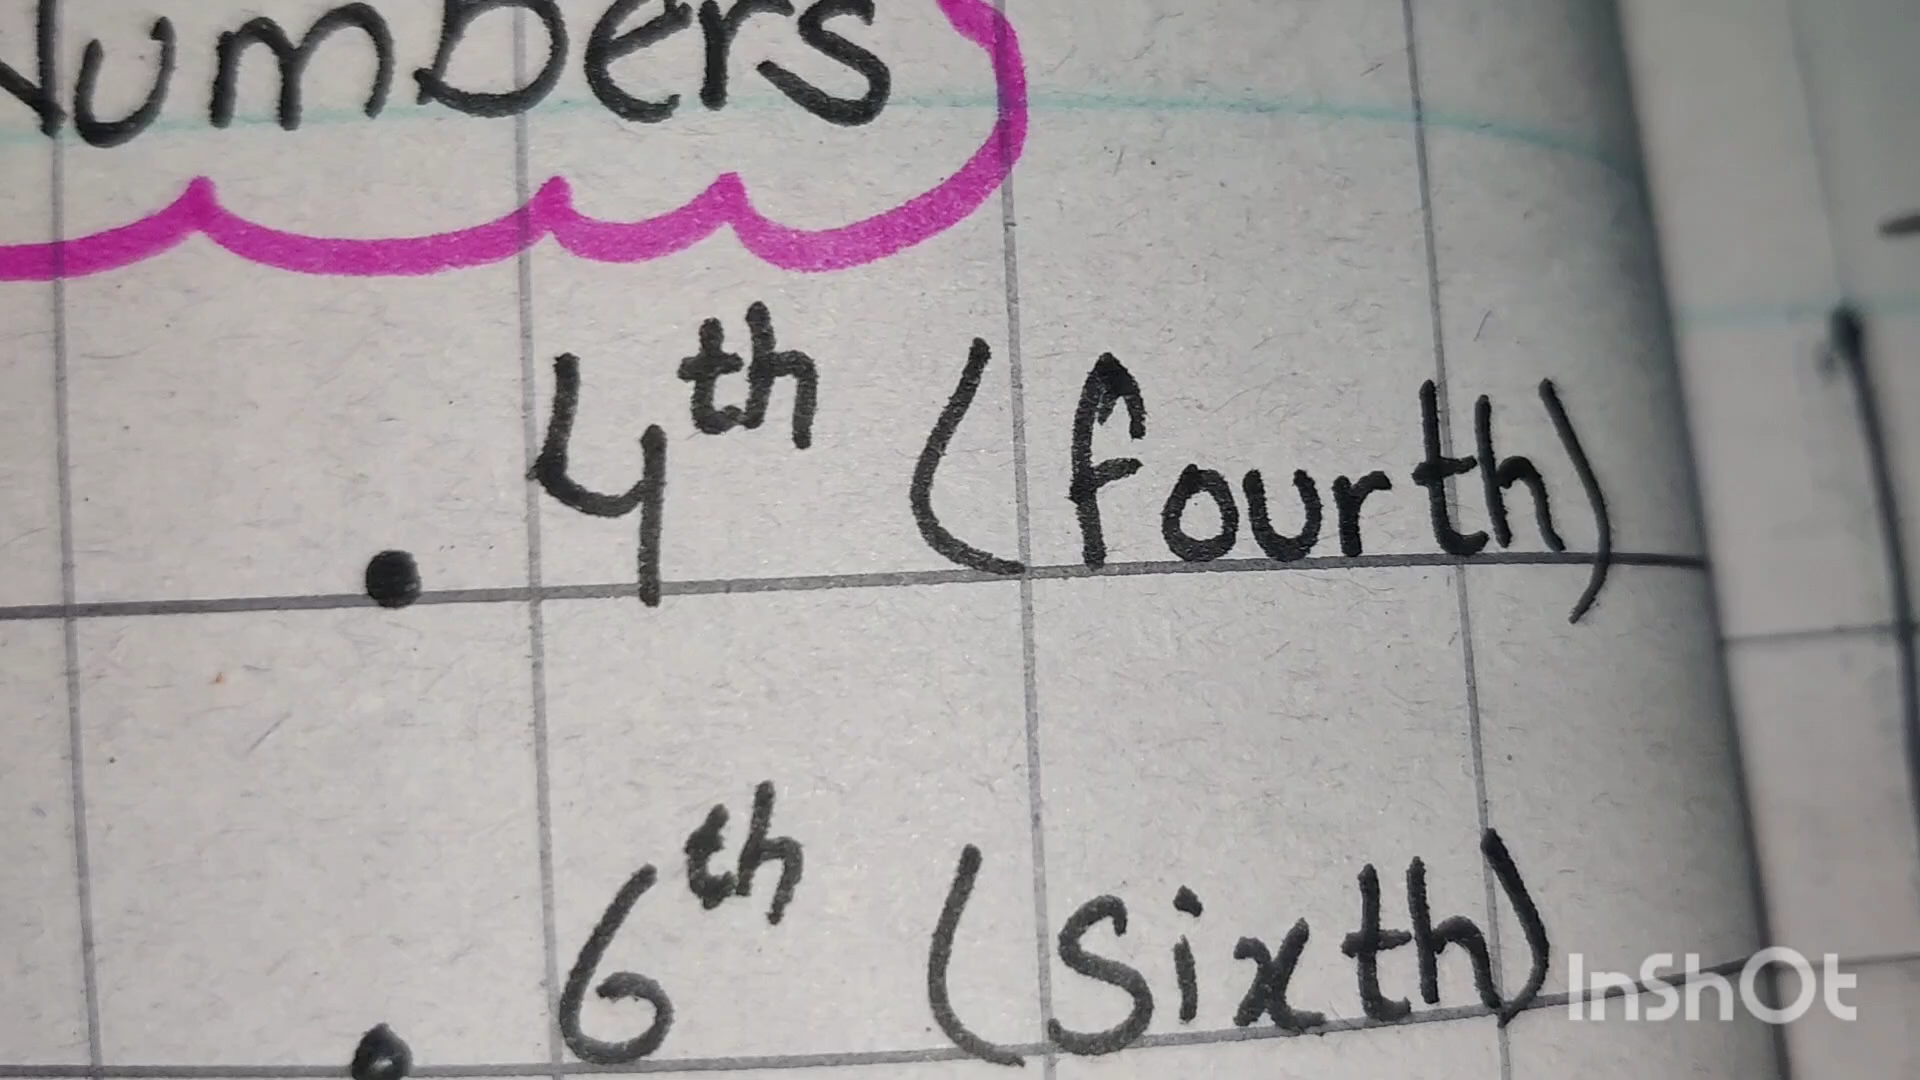 Numbers
. 4th (fourth)
. 6th (sixth)
InShOt